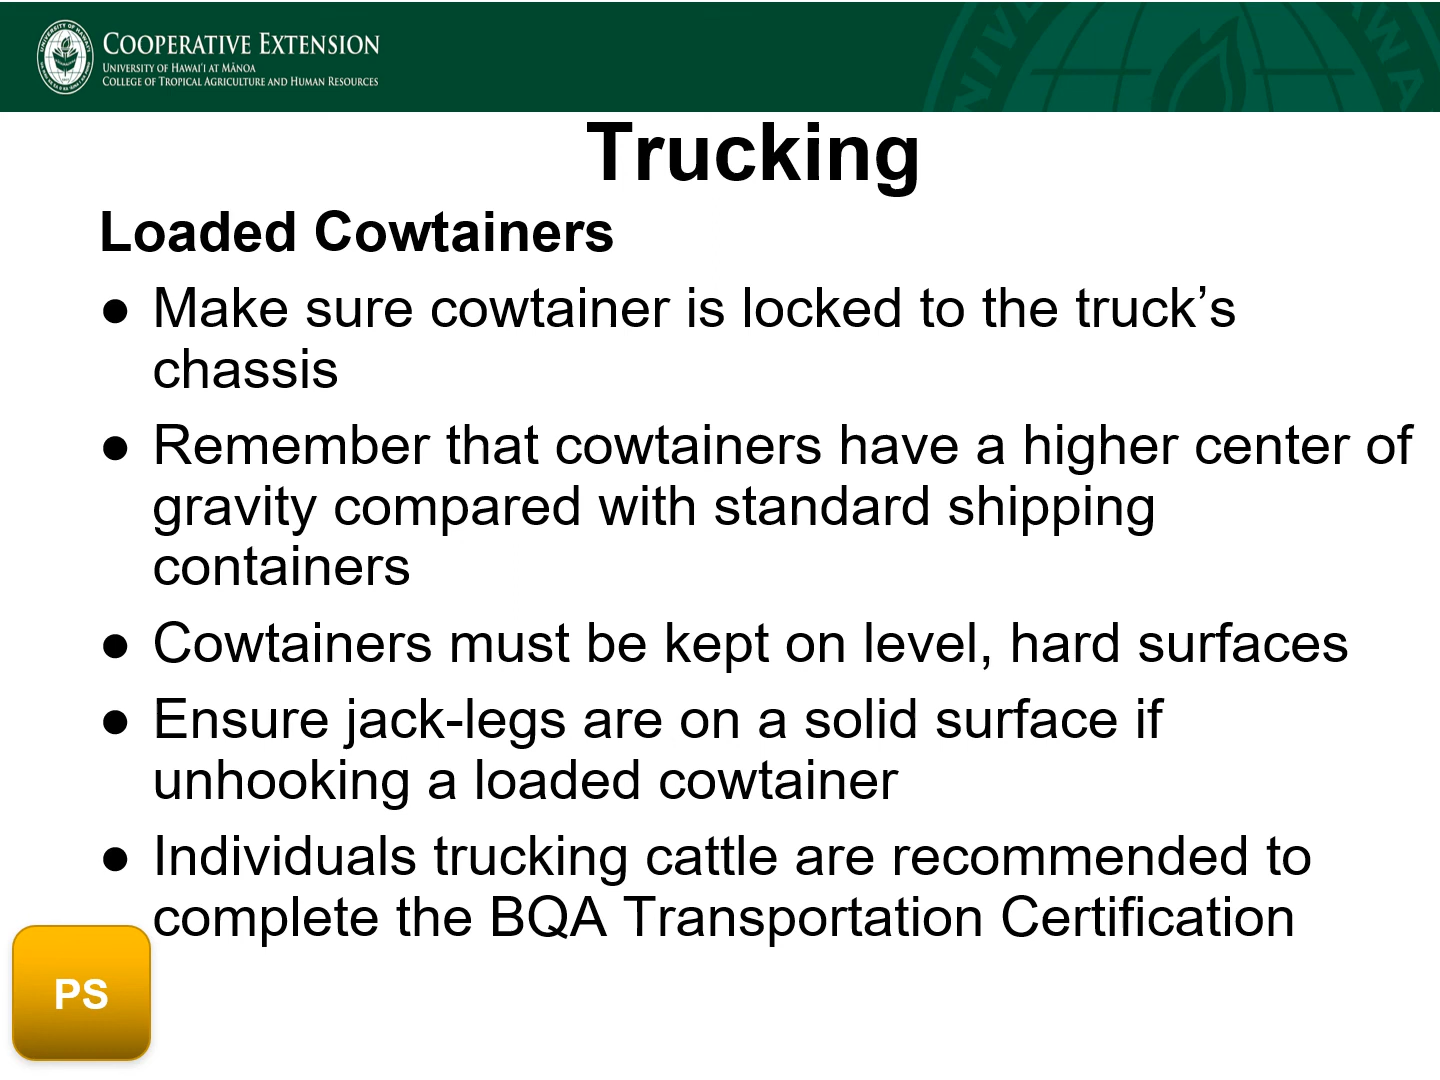 COOPERATIVE EXTENSION
UNIVERSITY OF HAWAI‘I AT MĀNOA
COLLEGE OF TROPICAL AGRICULTURE AND HUMAN RESOURCES
Trucking
Loaded Cowtainers
● Make sure cowtainer is locked to the truck’s
chassis
● Remember that cowtainers have a higher center of
gravity compared with standard shipping
containers
● Cowtainers must be kept on level, hard surfaces
● Ensure jack-legs are on a solid surface if
unhooking a loaded cowtainer
● Individuals trucking cattle are recommended to
complete the BQA Transportation Certification
PS